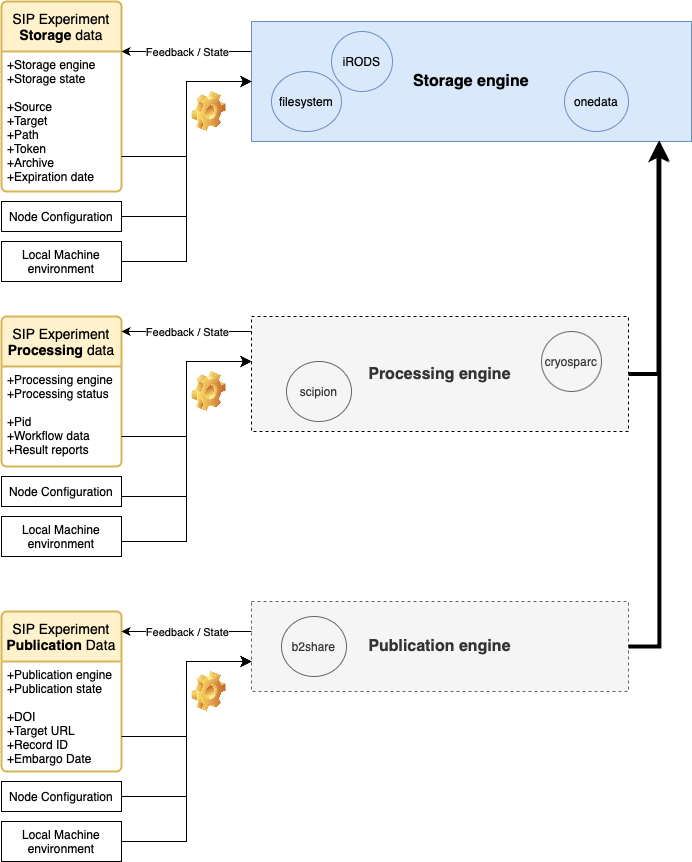 SIP Experiment
Storage data
+Storage engine
+Storage state
+Source
+Target
+Path
+Token
+Archive
+Expiration date
Node Configuration
Local Machine
environment
Feedback / State
iRODS
Storage engine
filesystem
onedata
SIP Experiment
Processing data
+Processing engine
+Processing status
+Pid
+Workflow data
+Result reports
Node Configuration
Local Machine
environment
Feedback / State
Processing engine
cryosparc
scipion
SIP Experiment
Publication Data
+Publication engine
+Publication state
+DOI
+Target URL
+Record ID
+Embargo Date
Node Configuration
Local Machine
environment
Feedback / State
b2share
Publication engine